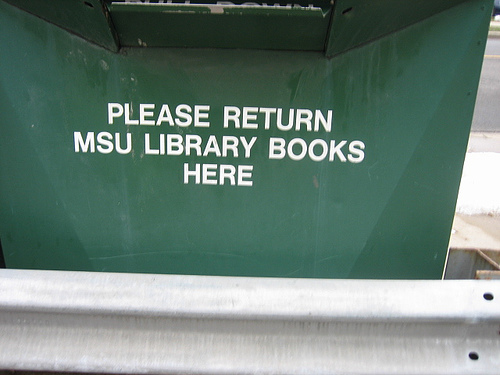 PLEASE RETURN
MSU LIBRARY BOOKS
HERE